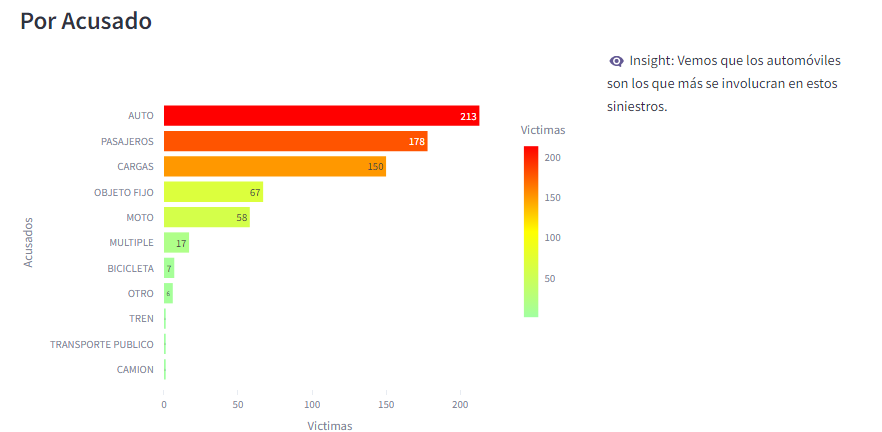 Por Acusado
Insight: Vemos que los automóviles
son los que más se involucran en estos
siniestros.
Acusados
AUTO 213
PASAJEROS 178
CARGAS 150
OBJETO FIJO 67
MOTO 58
MULTIPLE 17
BICICLETA 7
OTRO 6
TREN
TRANSPORTE PUBLICO
CAMION
0 50 100 150 200
Victimas
Victimas
200
150
100
50